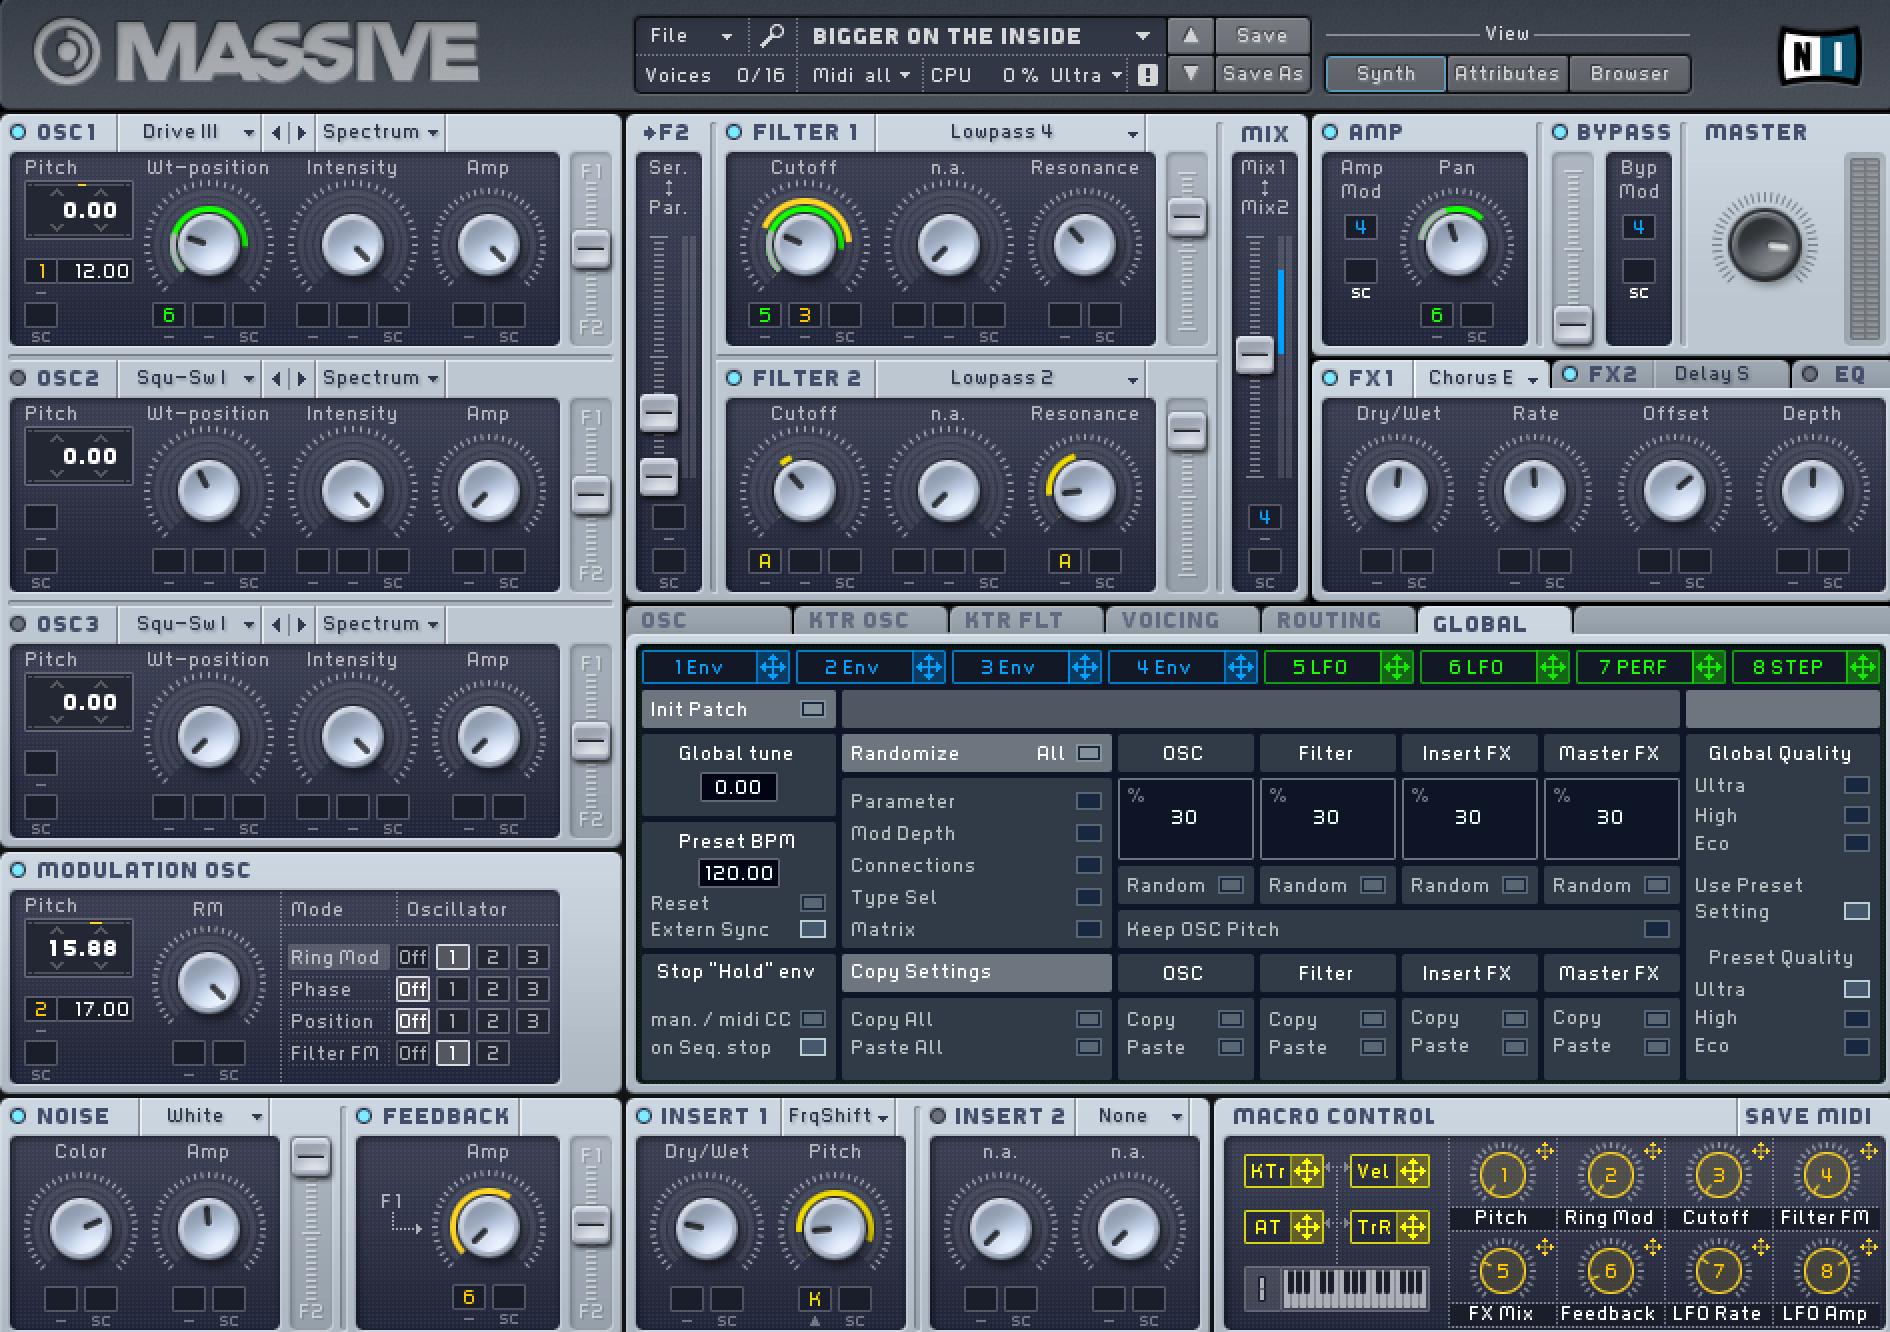 MASSIVE
File BIGGER ON THE INSIDE Save
Voices 0/16 Midi all CPU 0 % Ultra ! Save As
View
Synth Attributes Browser
NI
OSC1 Drive III Spectrum
Pitch Wt-position Intensity Amp F1
0.00
1 12.00
6
SC SC SC SC F2
OSC2 Squ-Sw I Spectrum
Pitch Wt-position Intensity Amp F1
0.00
SC SC SC SC F2
OSC3 Squ-Sw I Spectrum
Pitch Wt-position Intensity Amp F1
0.00
SC SC SC SC F2
MODULATION OSC
Pitch RM Mode Oscillator
15.88
2 17.00
Ring Mod Off 1 2 3
Phase Off 1 2 3
Position Off 1 2 3
Filter FM Off 1 2
SC SC
F2
Ser.
Par.
SC
FILTER 1 Lowpass 4
Cutoff n.a. Resonance
5 3
SC SC SC
FILTER 2 Lowpass 2
Cutoff n.a. Resonance
A A
SC SC SC
MIX
Mix1
Mix2
4
SC
AMP
Amp Mod Pan
4
SC
6
SC
BYPASS
Byp Mod
4
SC
MASTER
FX1 Chorus E FX2 Delay S EQ
Dry/Wet Rate Offset Depth
SC SC SC SC
OSC KTR OSC KTR FLT VOICING ROUTING GLOBAL
1 Env 2 Env 3 Env 4 Env 5 LFO 6 LFO 7 PERF 8 STEP
Init Patch
Global tune
0.00
Preset BPM
120.00
Reset
Extern Sync
Stop "Hold" env
man. / midi CC
on Seq. stop
Randomize All
Parameter
Mod Depth
Connections
Type Sel
Matrix
OSC Filter Insert FX Master FX
% 30 % 30 % 30 % 30
Random Random Random Random
Keep OSC Pitch
Copy Settings OSC Filter Insert FX Master FX
Copy All Copy Copy Copy Copy
Paste All Paste Paste Paste Paste
Global Quality
Ultra
High
Eco
Use Preset
Setting
Preset Quality
Ultra
High
Eco
NOISE White
Color Amp
SC SC F2
FEEDBACK
Amp F1
F1
6
SC F2
INSERT 1 FrqShift
Dry/Wet Pitch
K
SC SC
INSERT 2 None
n.a. n.a.
SC SC
MACRO CONTROL SAVE MIDI
KTr Vel
AT TrR
1 2 3 4
Pitch Ring Mod Cutoff Filter FM
5 6 7 8
FX Mix Feedback LFO Rate LFO Amp